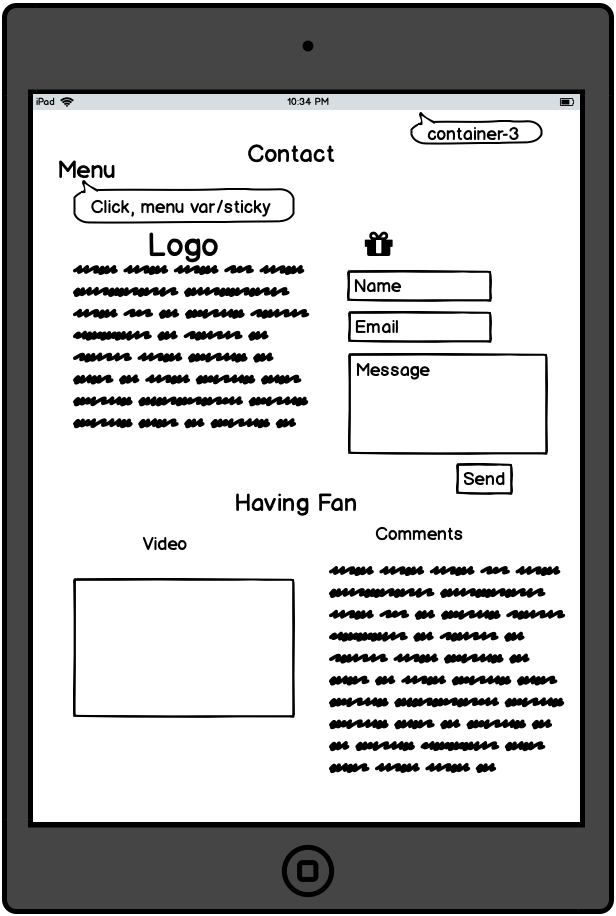 iPad
10:34 PM
container-3
Contact
Menu
Click, menu var/sticky
Logo
Name
Email
Message
Send
Having Fan
Video
Comments